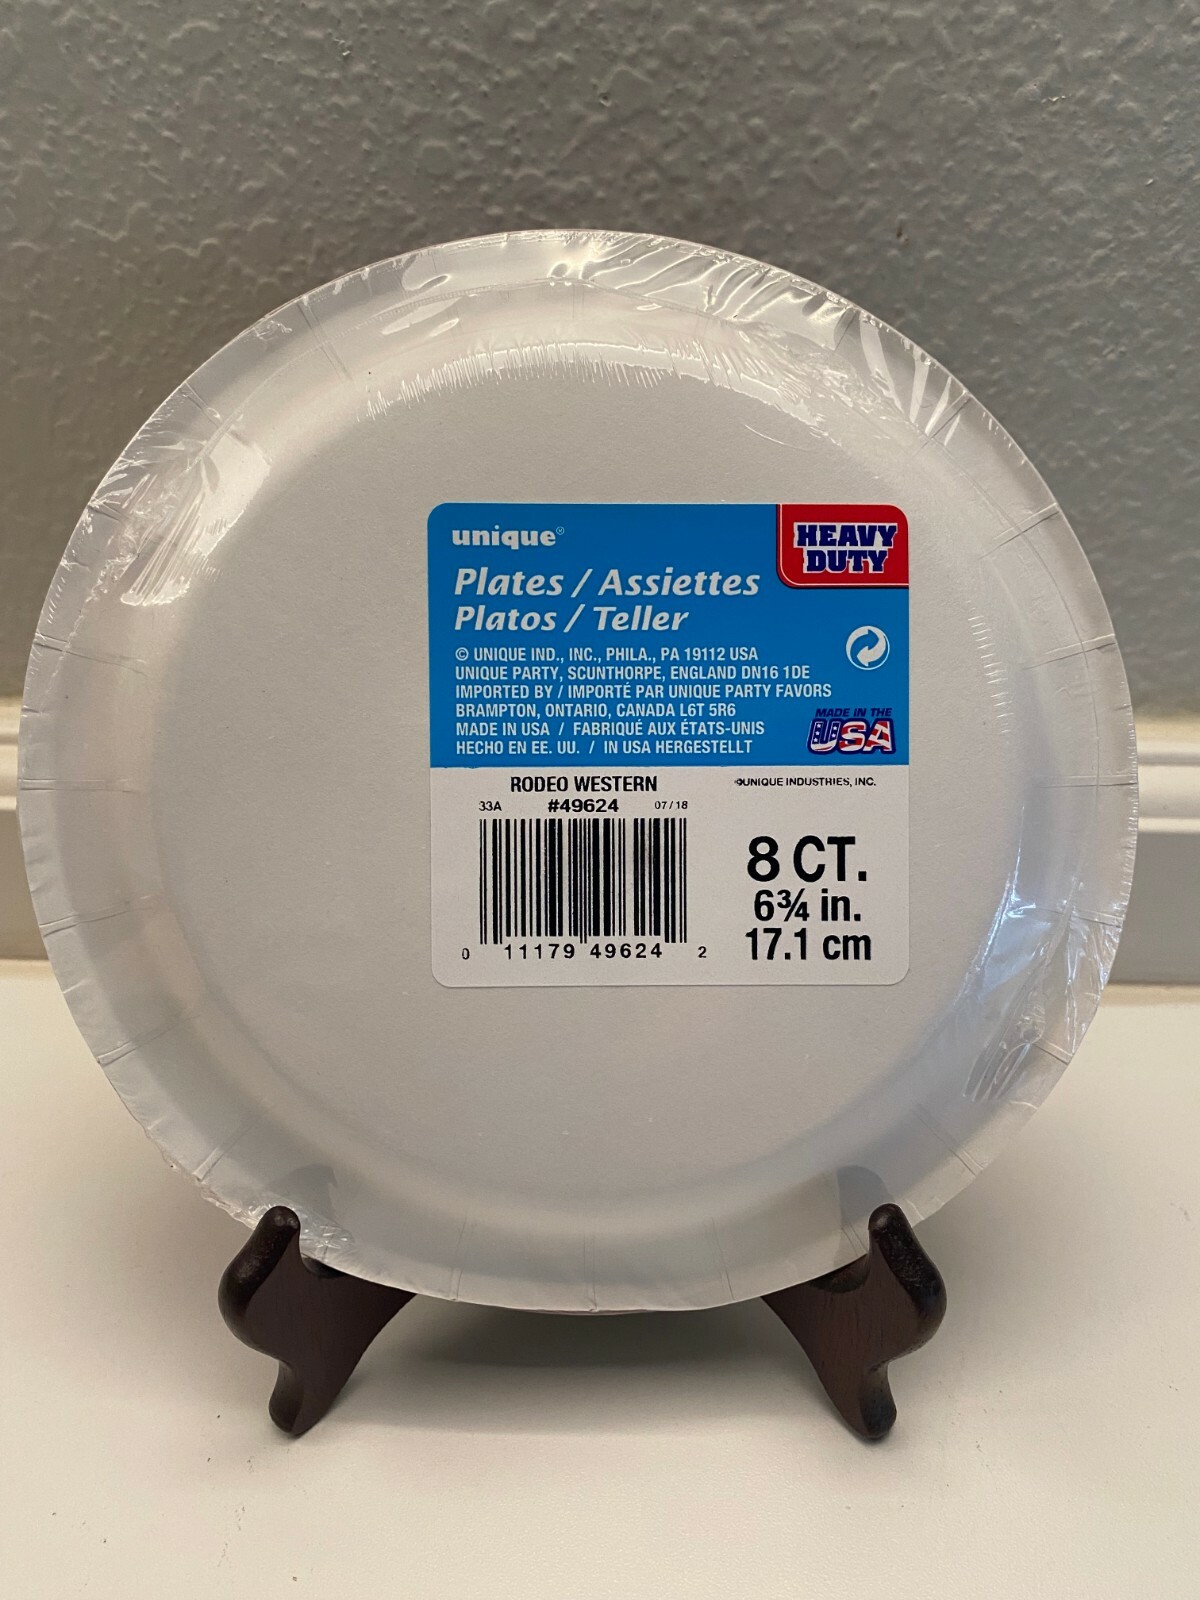 unique®
HEAVY
DUTY
Plates / Assiettes
Platos / Teller
© UNIQUE IND., INC., PHILA., PA 19112 USA
UNIQUE PARTY, SCUNTHORPE, ENGLAND DN16 1DE
IMPORTED BY / IMPORTÉ PAR UNIQUE PARTY FAVORS
BRAMPTON, ONTARIO, CANADA L6T 5R6
MADE IN USA / FABRIQUÉ AUX ÉTATS-UNIS
HECHO EN EE. UU. / IN USA HERGESTELLT
MADE IN THE
USA
RODEO WESTERN
33A #49624 07/18
0 11179 49624 2
©UNIQUE INDUSTRIES, INC.
8 CT.
6¾ in.
17.1 cm